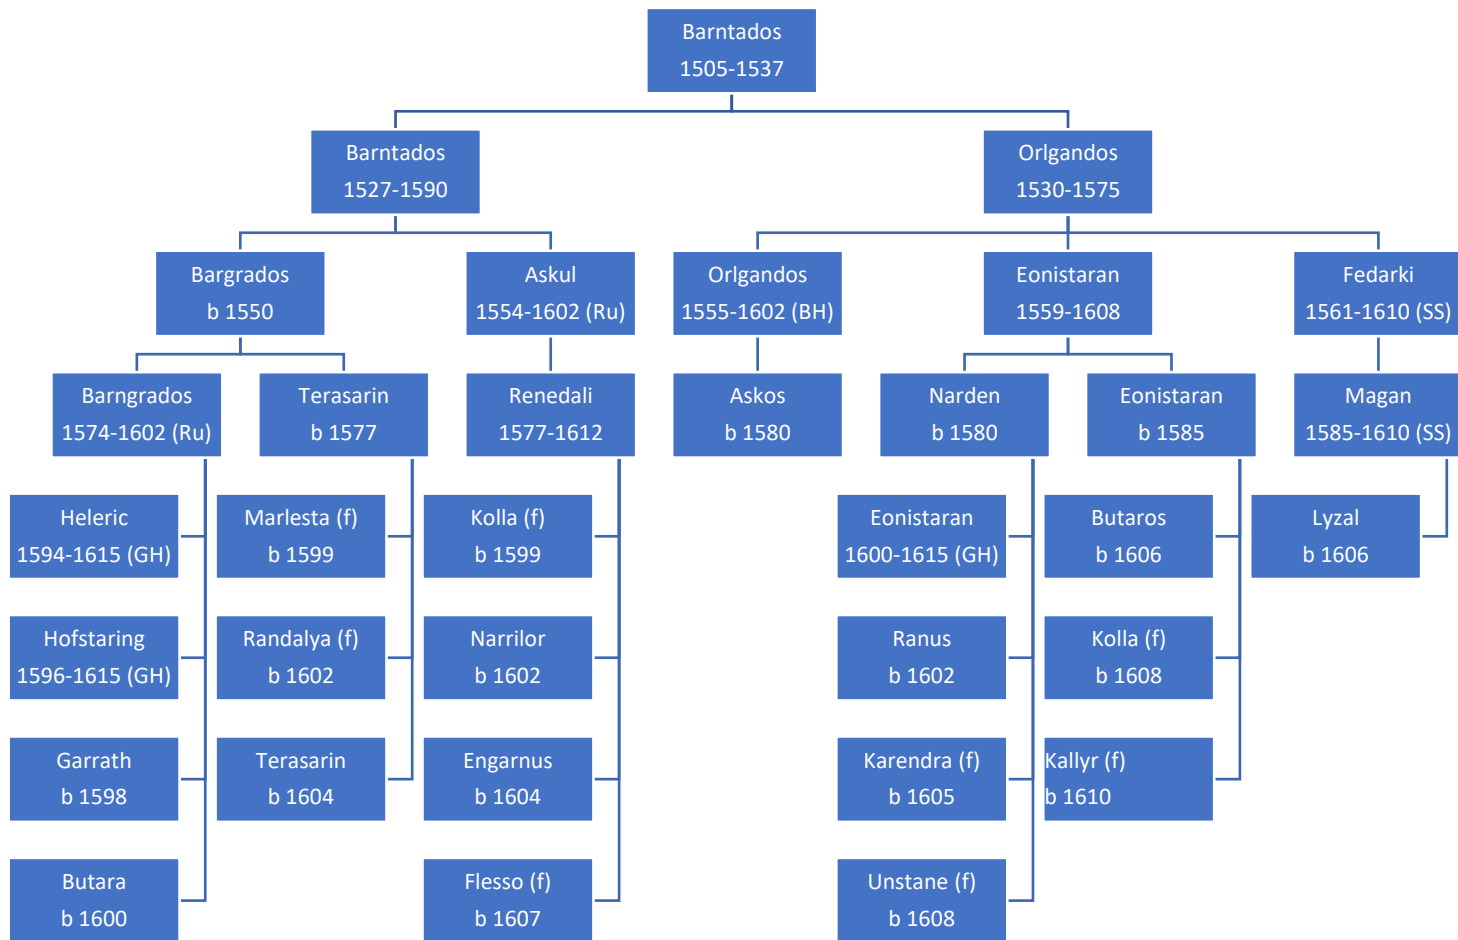 Barntados
1505-1537
Barntados
1527-1590
Orlgandos
1530-1575
Bargrados
b 1550
Askul
1554-1602 (Ru)
Orlgandos
1555-1602 (BH)
Eonistaran
1559-1608
Fedarki
1561-1610 (SS)
Barngrados
1574-1602 (Ru)
Terasarin
b 1577
Renedali
1577-1612
Askos
b 1580
Narden
b 1580
Eonistaran
b 1585
Magan
1585-1610 (SS)
Heleric
1594-1615 (GH)
Marlesta (f)
b 1599
Kolla (f)
b 1599
Eonistaran
1600-1615 (GH)
Butaros
b 1606
Lyzal
b 1606
Hofstaring
1596-1615 (GH)
Randalya (f)
b 1602
Narrilor
b 1602
Ranus
b 1602
Kolla (f)
b 1608
Garrath
b 1598
Terasarin
b 1604
Engarnus
b 1604
Karendra (f)
b 1605
Kallyr (f)
b 1610
Butara
b 1600
Flesso (f)
b 1607
Unstane (f)
b 1608